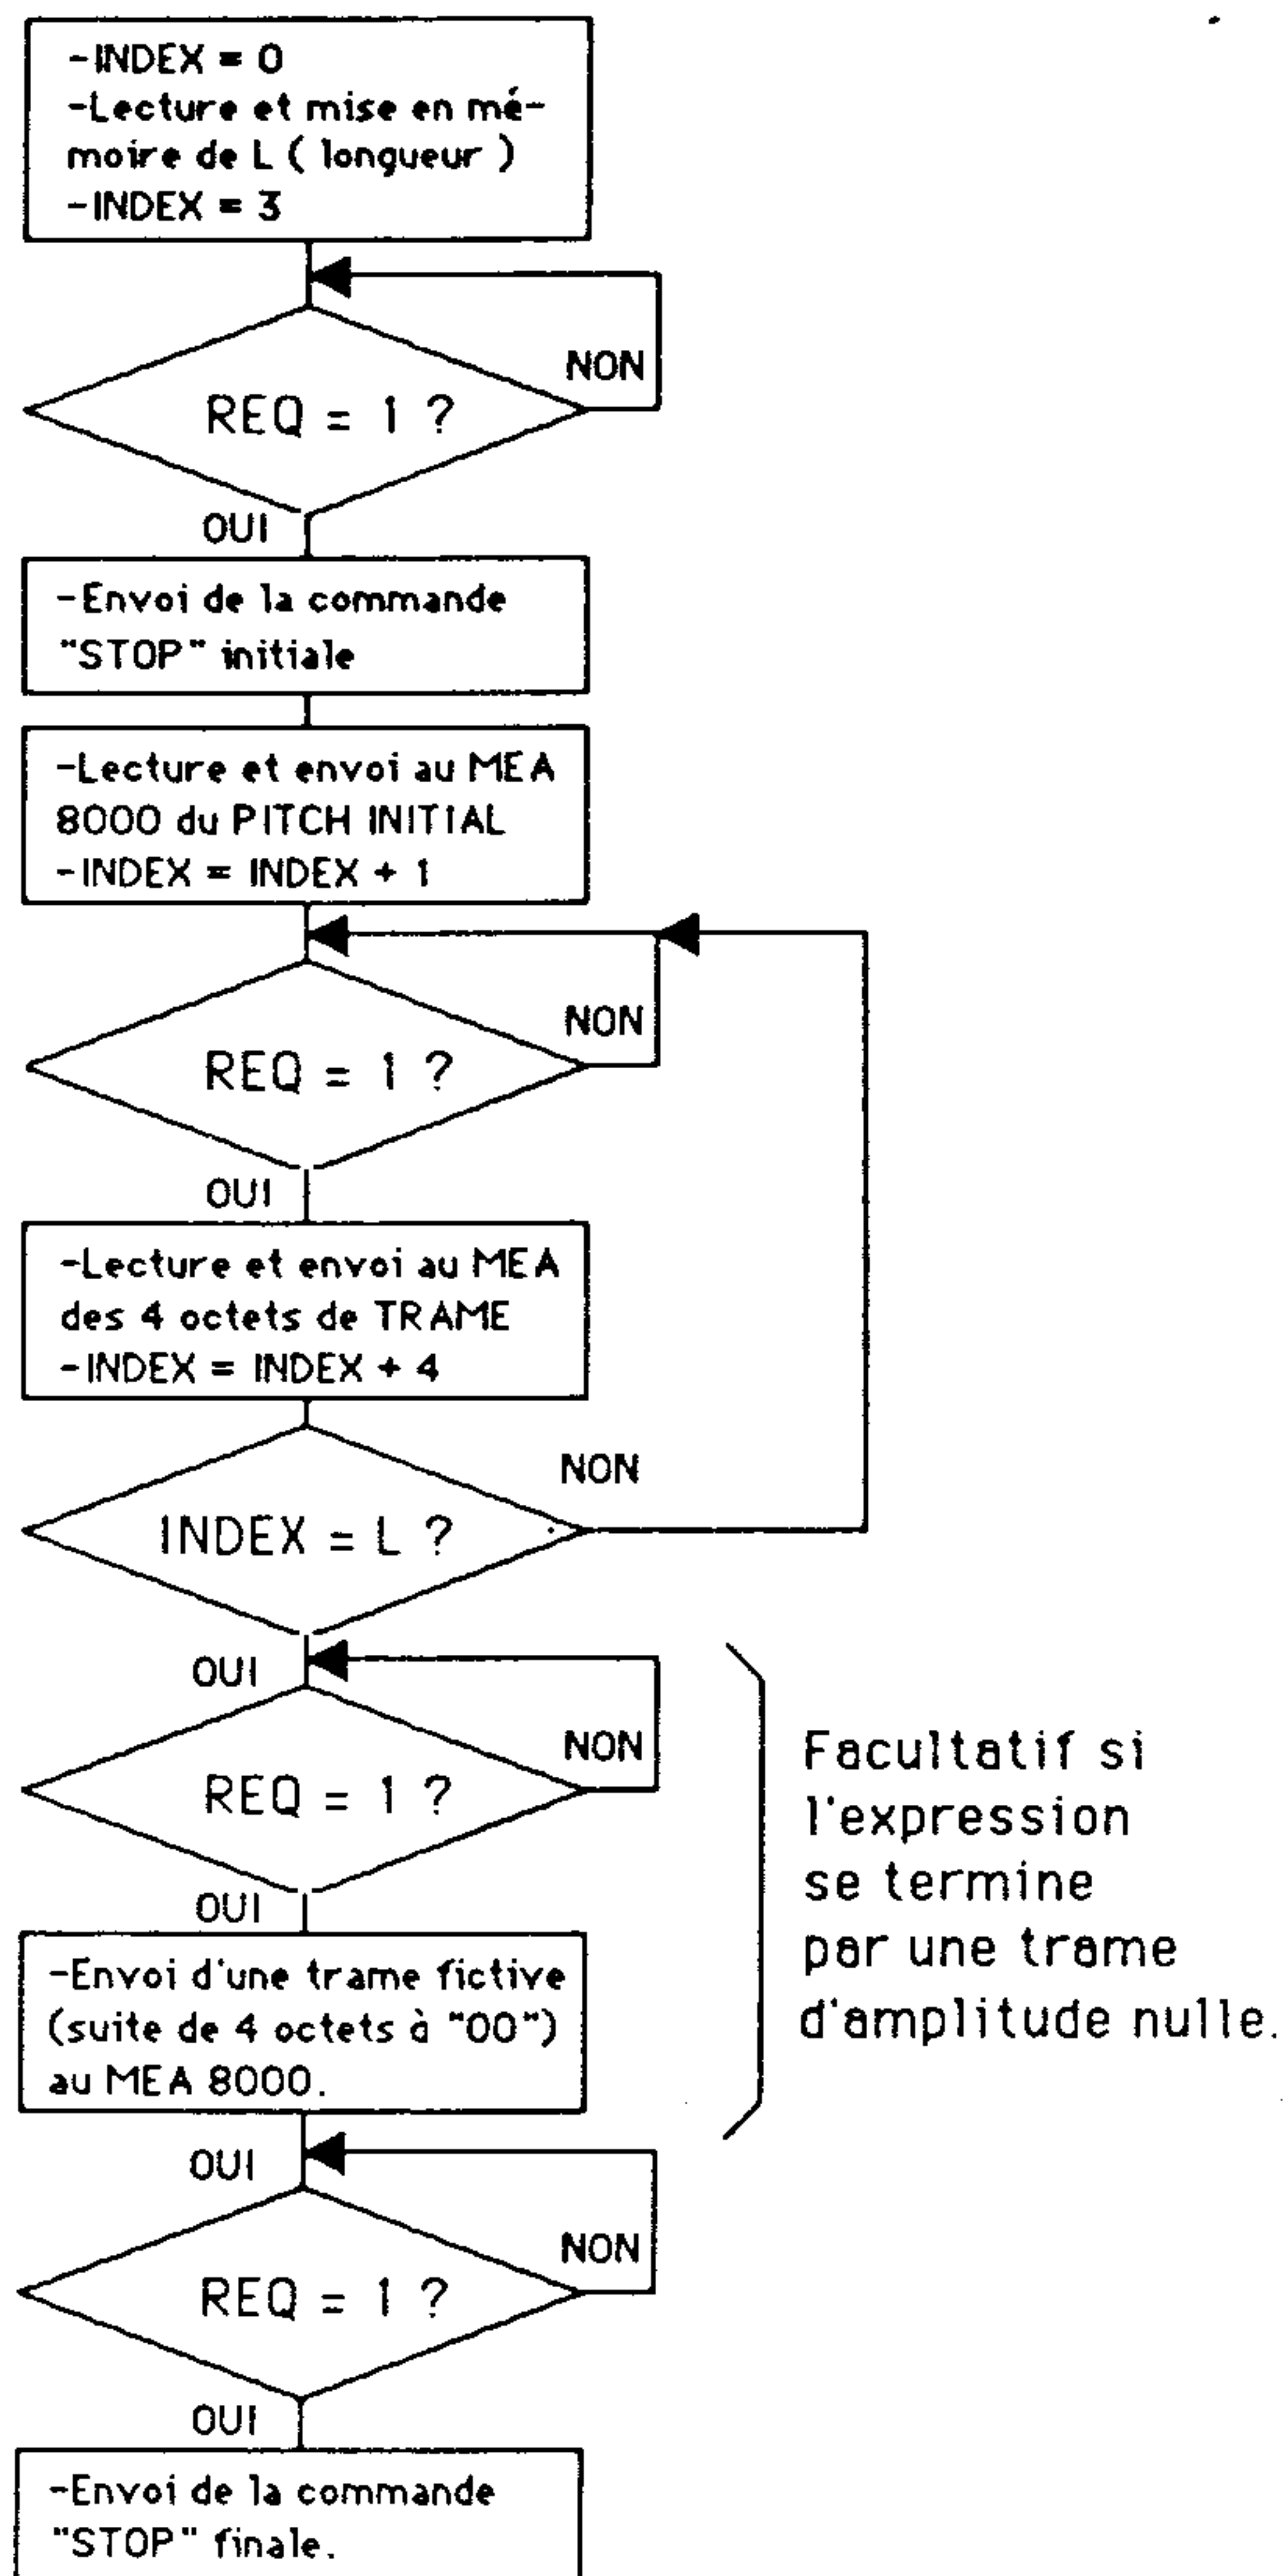 -INDEX = 0
-Lecture et mise en mé-
moire de L ( longueur )
-INDEX = 3
NON
REQ = 1 ?
OUI
-Envoi de la commande
"STOP" initiale
-Lecture et envoi au MEA
8000 du PITCH INITIAL
-INDEX = INDEX + 1
NON
REQ = 1 ?
OUI
-Lecture et envoi au MEA
des 4 octets de TRAME
-INDEX = INDEX + 4
NON
INDEX = L ?
OUI
NON
REQ = 1 ?
OUI
-Envoi d'une trame fictive
(suite de 4 octets à "00")
au MEA 8000.
Facultatif si
l'expression
se termine
par une trame
d'amplitude nulle.
OUI
NON
REQ = 1 ?
OUI
-Envoi de la commande
"STOP" finale.